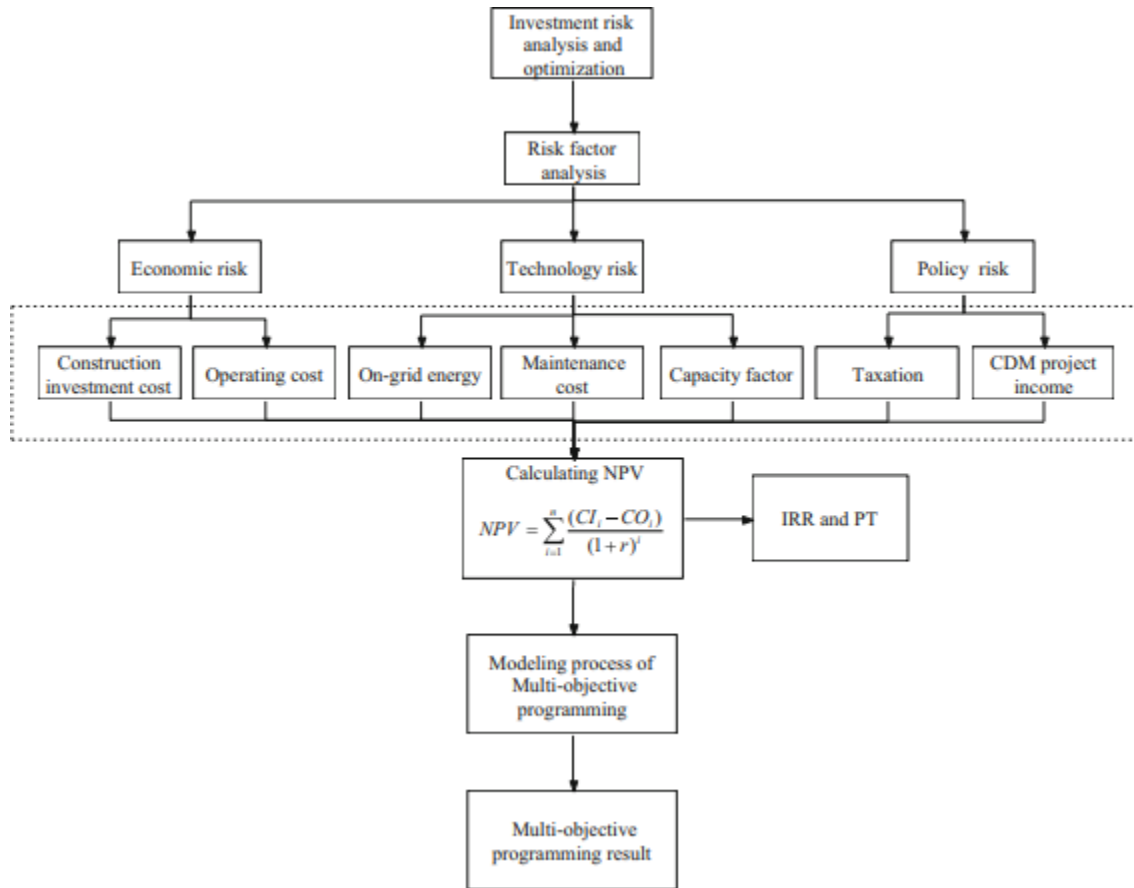 Investment risk
analysis and
optimization
Risk factor
analysis
Economic risk
Technology risk
Policy risk
Construction
investment cost
Operating cost
On-grid energy
Maintenance
cost
Capacity factor
Taxation
CDM project
income
Calculating NPV
NPV = \sum_{i=1}^{n} \frac{(CI_i - CO_i)}{(1+r)^i}
IRR and PT
Modeling process of
Multi-objective
programming
Multi-objective
programming result